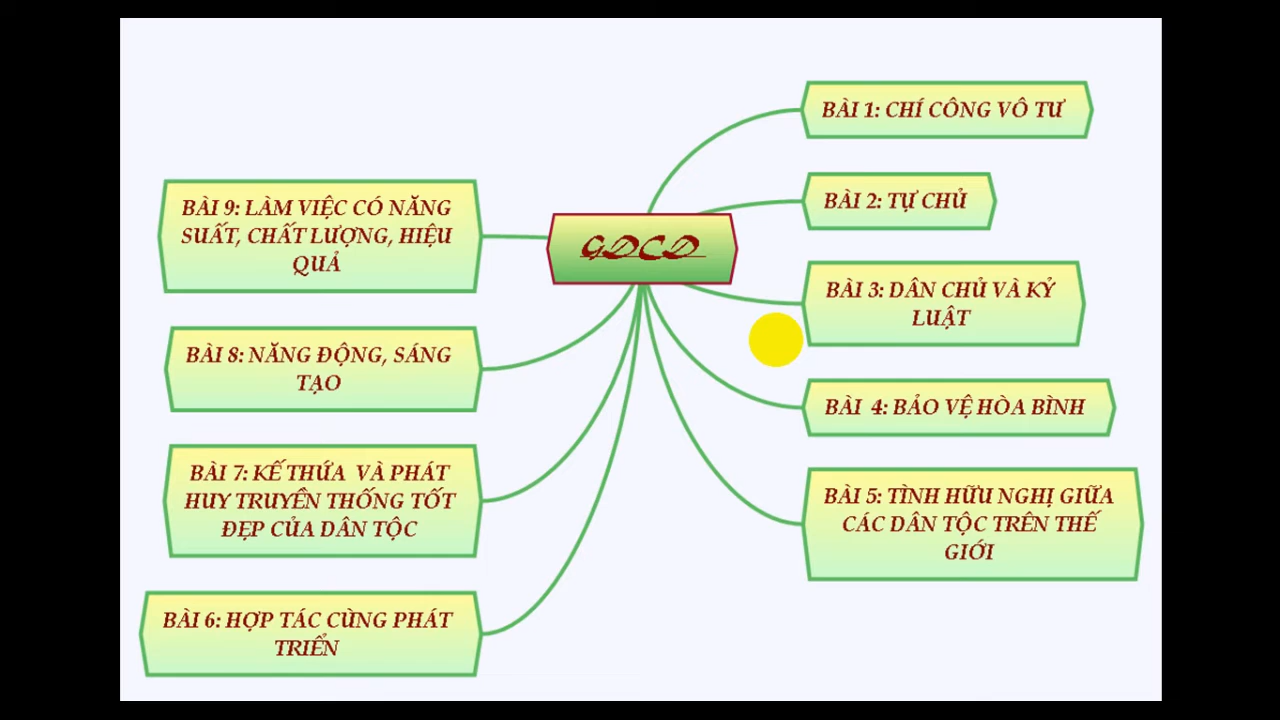 GDCD
BÀI 1: CHÍ CÔNG VÔ TƯ
BÀI 2: TỰ CHỦ
BÀI 3: DÂN CHỦ VÀ KỶ
LUẬT
BÀI 4: BẢO VỆ HÒA BÌNH
BÀI 5: TÌNH HỮU NGHỊ GIỮA
CÁC DÂN TỘC TRÊN THẾ
GIỚI
BÀI 6: HỢP TÁC CÙNG PHÁT
TRIỂN
BÀI 7: KẾ THỨA VÀ PHÁT
HUY TRUYỀN THỐNG TỐT
ĐẸP CỦA DÂN TỘC
BÀI 8: NĂNG ĐỘNG, SÁNG
TẠO
BÀI 9: LÀM VIỆC CÓ NĂNG
SUẤT, CHẤT LƯỢNG, HIỆU
QUẢ